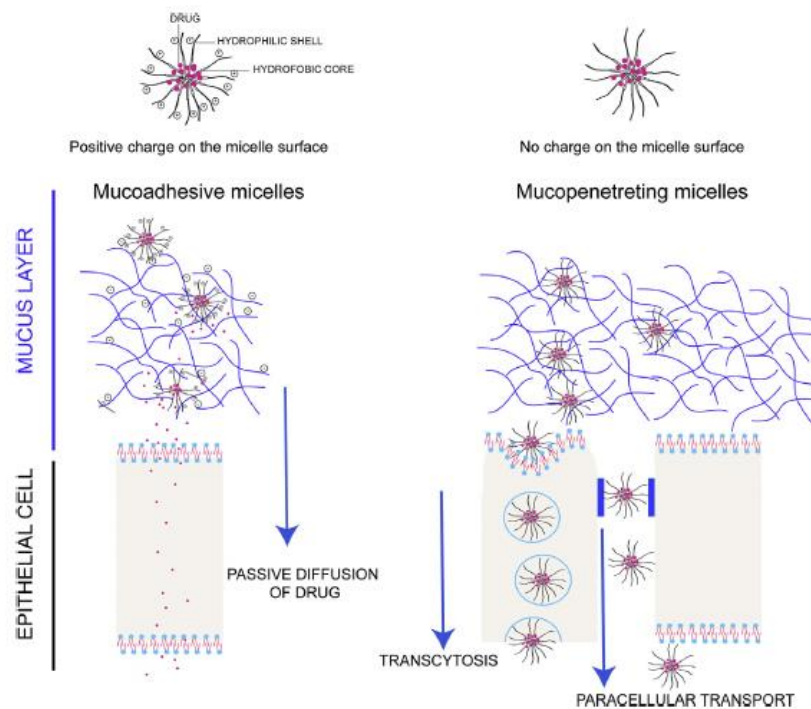 DRUG
HYDROPHILIC SHELL
HYDROFOBIC CORE
Positive charge on the micelle surface
No charge on the micelle surface
Mucoadhesive micelles
Mucopenetreting micelles
MUCUS LAYER
EPITHELIAL CELL
PASSIVE DIFFUSION
OF DRUG
TRANSCYTOSIS
PARACELLULAR TRANSPORT